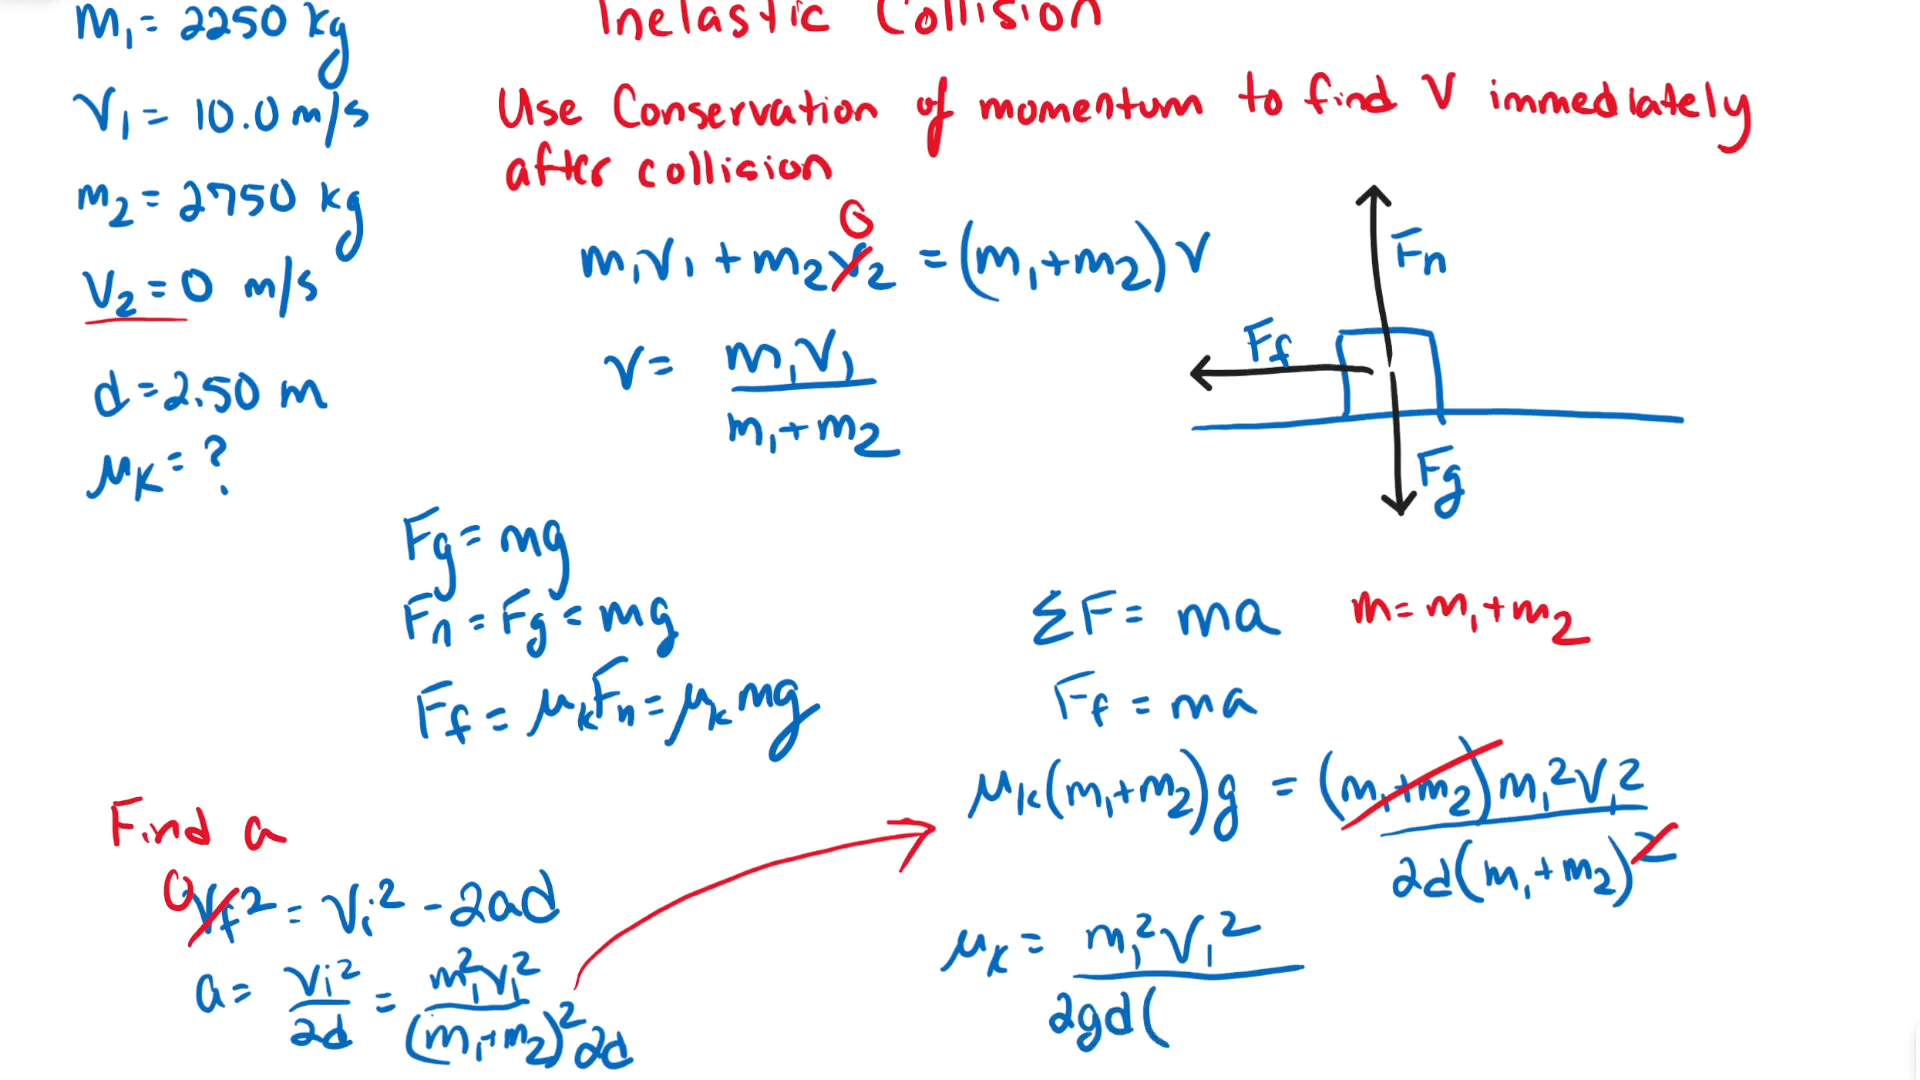 Inelastic Collision
m₁ = 2250 kg
v₁ = 10.0 m/s
m₂ = 2750 kg
v₂ = 0 m/s
d = 2.50 m
μₖ = ?
Use Conservation of momentum to find v immediately
after collision
0
m₁v₁ + m₂v₂ = (m₁+m₂) v
v = m₁v₁ / m₁+m₂
Fn
Ff
Fg
Fg = mg
Fn = Fg = mg
Ff = μₖFn = μₖmg
Find a
0
vf² = vi² - 2ad
a = vi² / 2d = m₁²v₁² / (m₁+m₂)² 2d
ΣF = ma
m = m₁+m₂
Ff = ma
μₖ(m₁+m₂)g = (m₁+m₂) m₁²v₁² / 2d(m₁+m₂)²
μₖ = m₁²v₁² / 2gd(